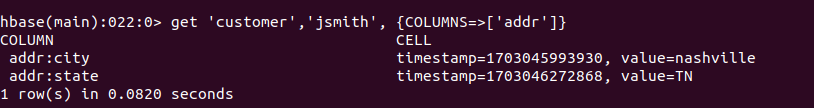 hbase(main):022:0> get 'customer','jsmith', {COLUMNS=>['addr']}
COLUMN CELL
addr:city timestamp=1703045993930, value=nashville
addr:state timestamp=1703046272868, value=TN
1 row(s) in 0.0820 seconds